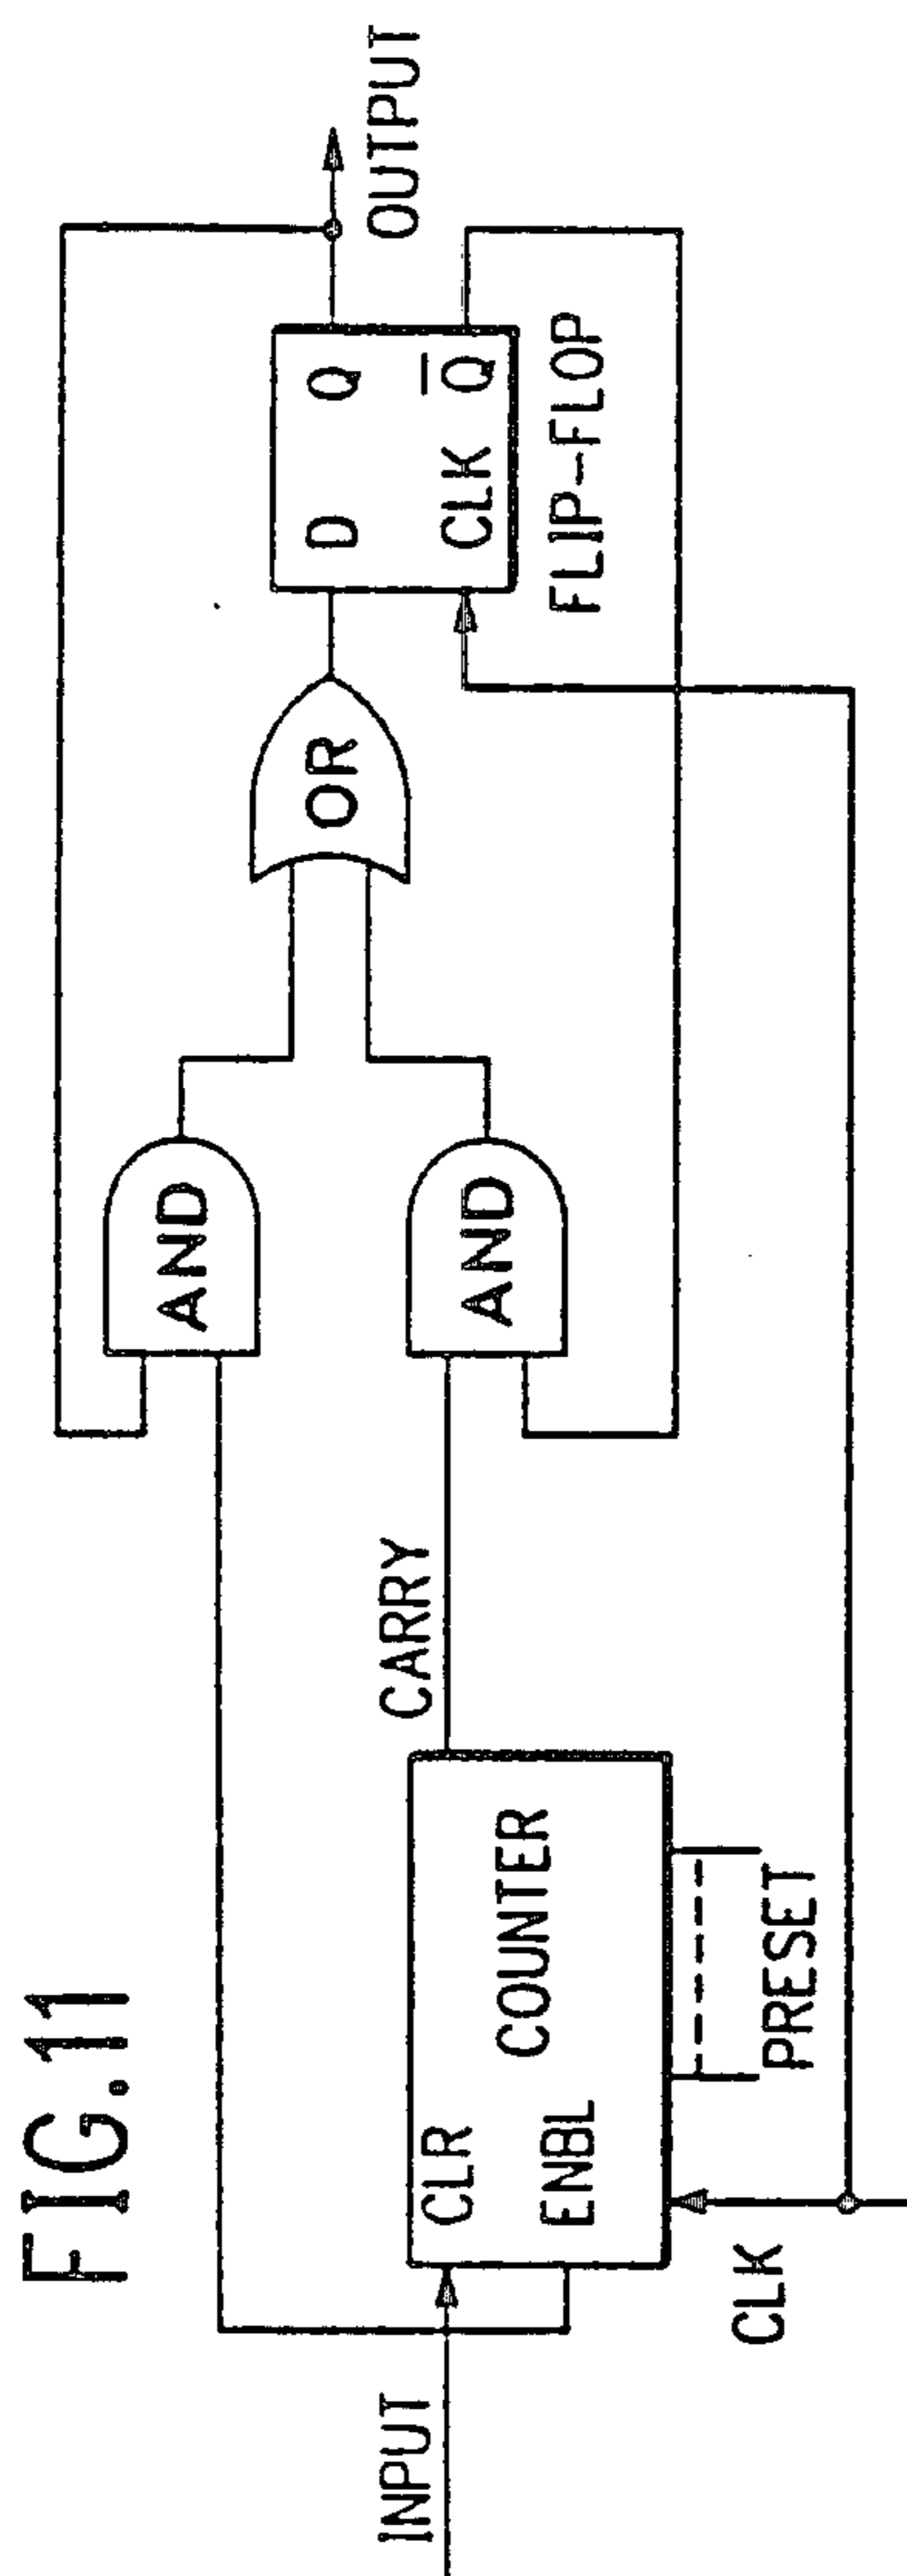 FIG.11
INPUT
CLR
ENBL
COUNTER
CLK
PRESET
CARRY
AND
AND
OR
D Q
CLK Q̅
FLIP-FLOP
OUTPUT